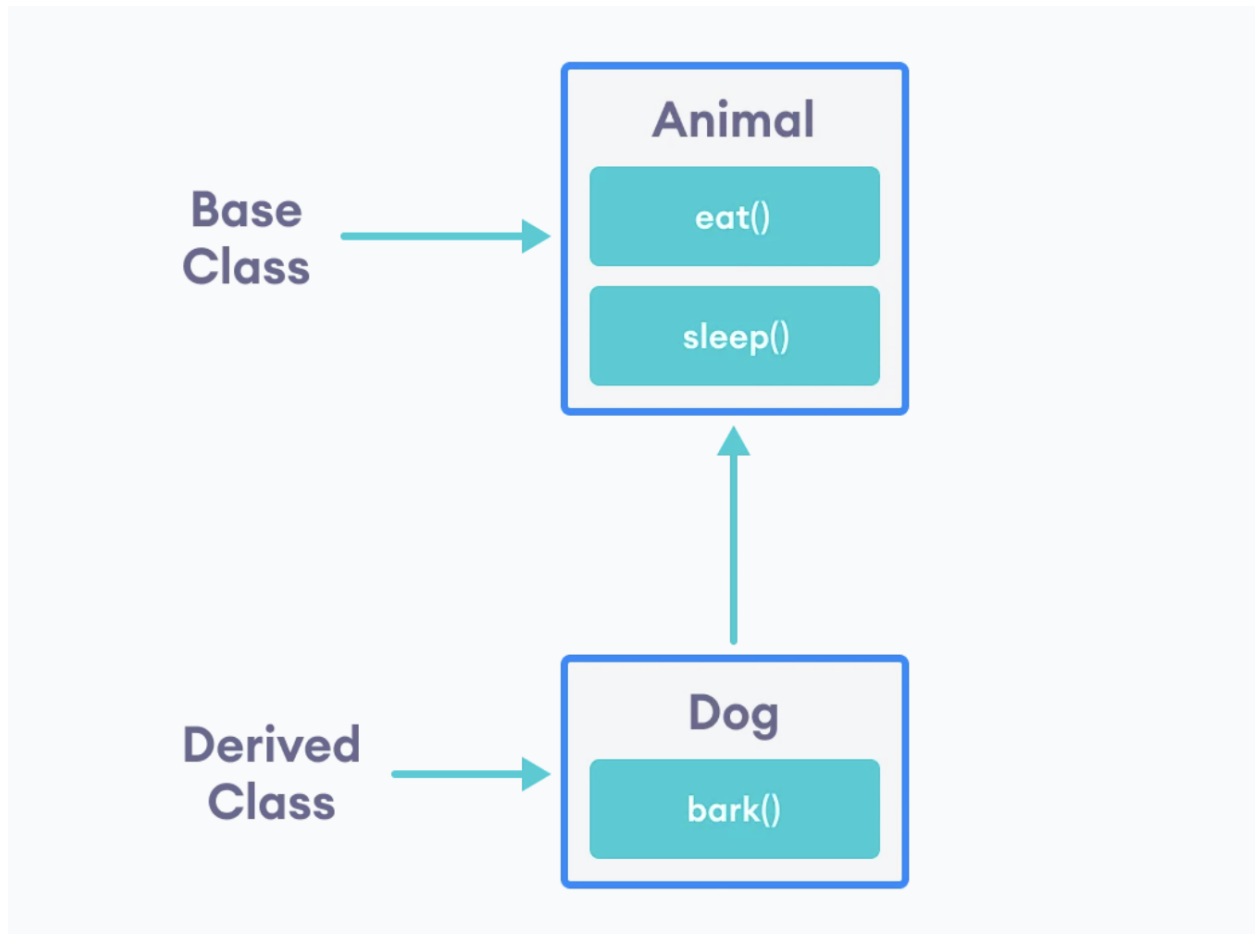 Animal
eat()
sleep()
Base
Class
Dog
bark()
Derived
Class